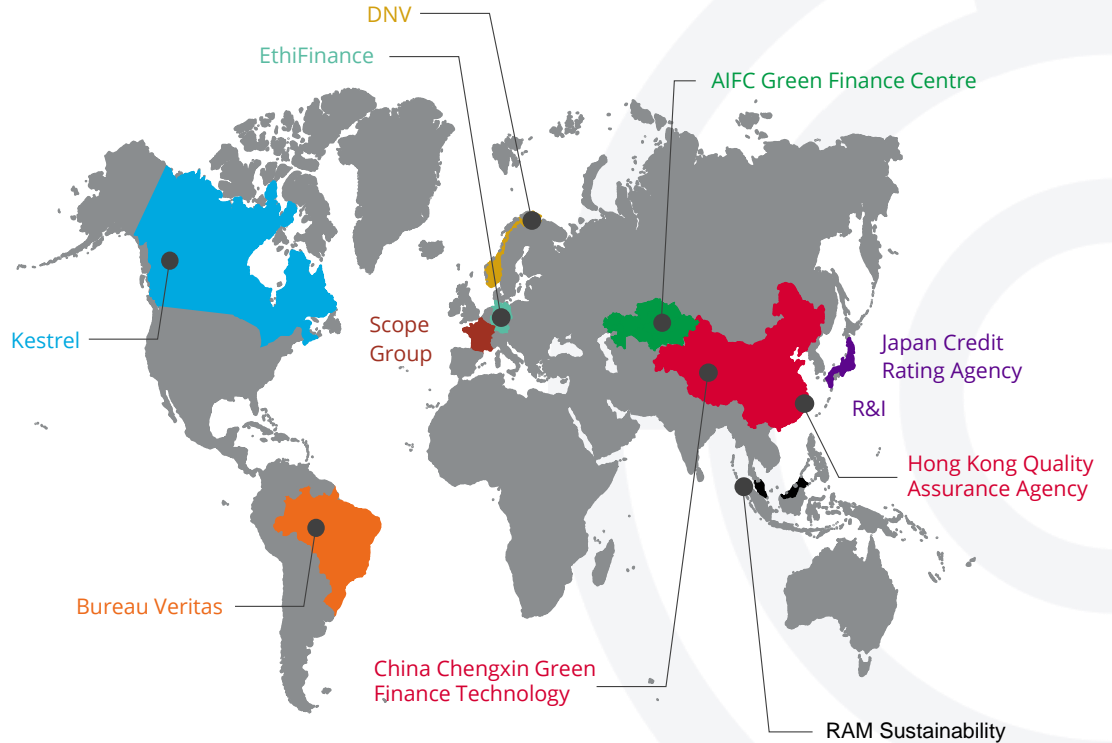 DNV
EthiFinance
AIFC Green Finance Centre
Scope
Group
Kestrel
Japan Credit
Rating Agency
R&I
Hong Kong Quality
Assurance Agency
Bureau Veritas
China Chengxin Green
Finance Technology
RAM Sustainability